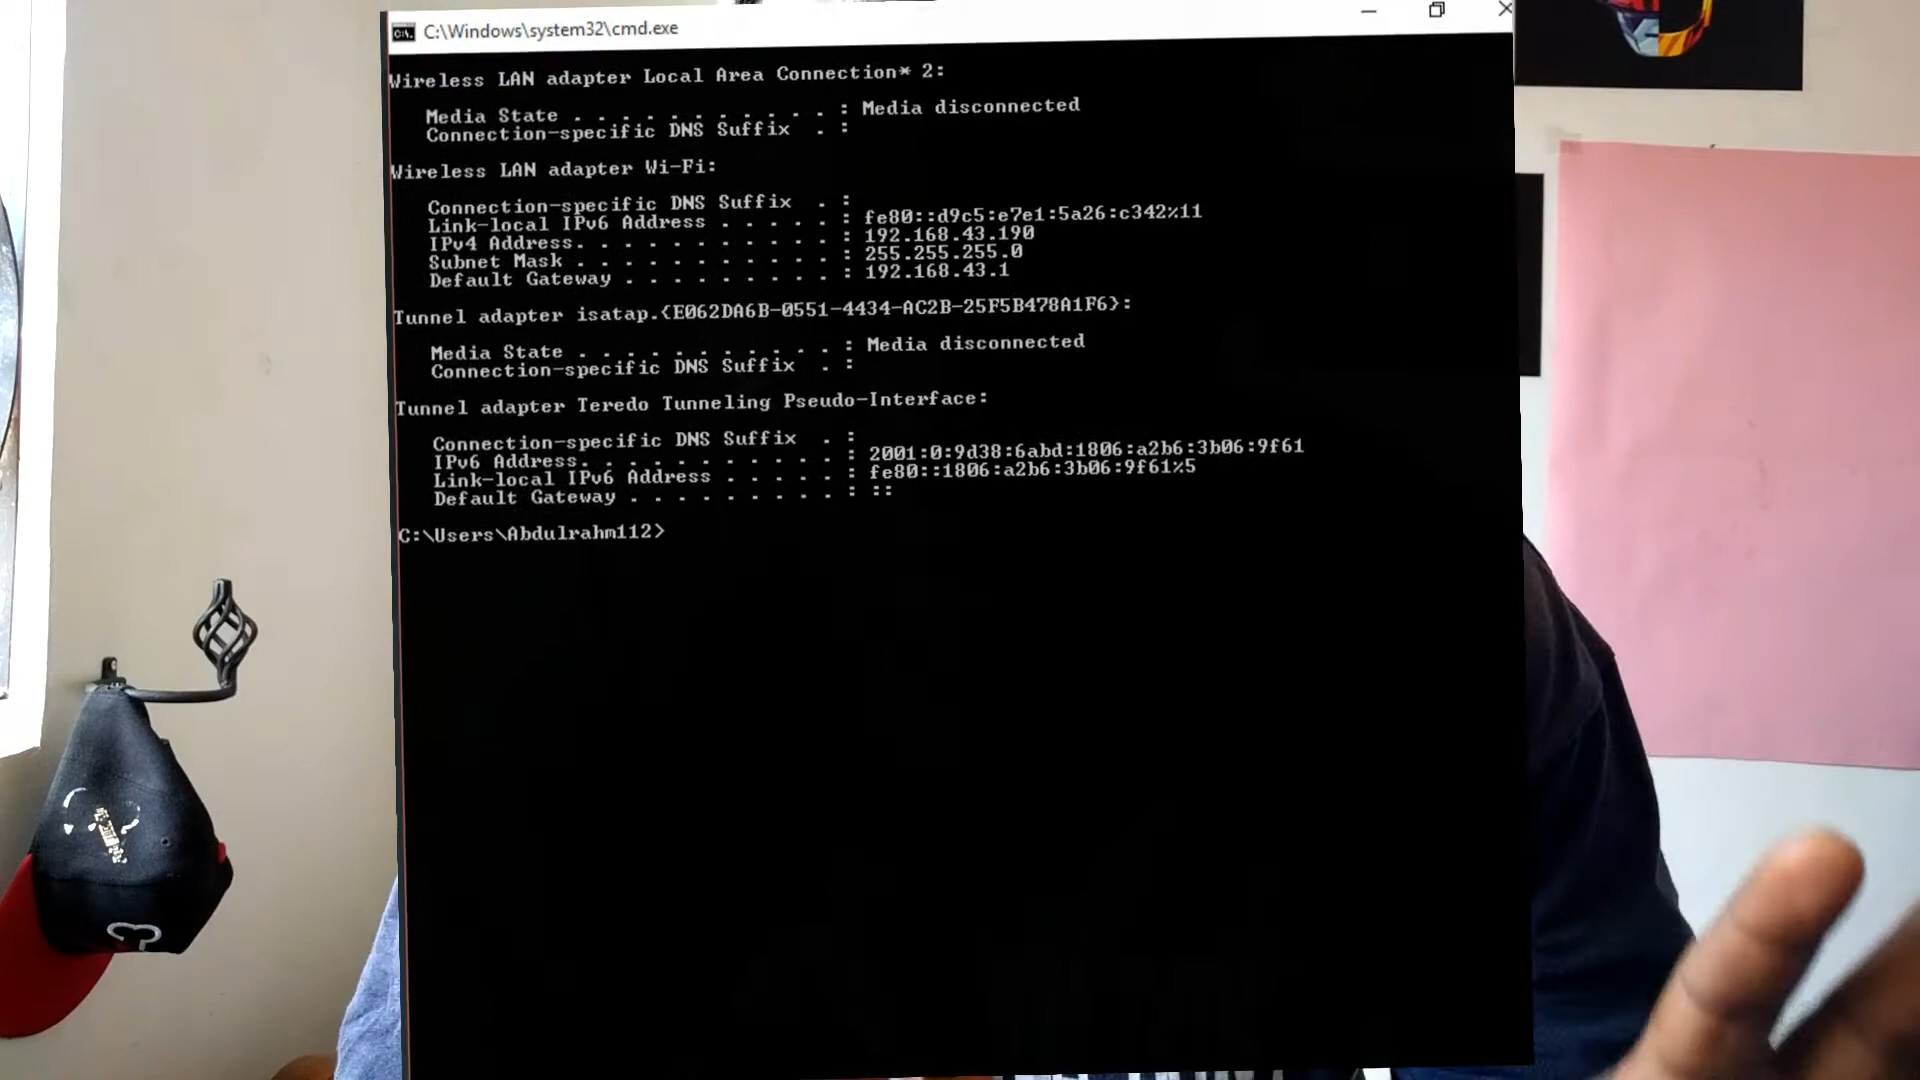 C:\Windows\system32\cmd.exe
Wireless LAN adapter Local Area Connection* 2:
Media State . . . . . . . . . . . : Media disconnected
Connection-specific DNS Suffix . :
Wireless LAN adapter Wi-Fi:
Connection-specific DNS Suffix . :
Link-local IPv6 Address . . . . . : fe80::d9c5:e7e1:5a26:c342%11
IPv4 Address. . . . . . . . . . . : 192.168.43.190
Subnet Mask . . . . . . . . . . . : 255.255.255.0
Default Gateway . . . . . . . . . : 192.168.43.1
Tunnel adapter isatap.{E062DA6B-0551-4434-AC2B-25F5B478A1F6}:
Media State . . . . . . . . . . . : Media disconnected
Connection-specific DNS Suffix . :
Tunnel adapter Teredo Tunneling Pseudo-Interface:
Connection-specific DNS Suffix . :
IPv6 Address. . . . . . . . . . . : 2001:0:9d38:6abd:1806:a2b6:3b06:9f61
Link-local IPv6 Address . . . . . : fe80::1806:a2b6:3b06:9f61%5
Default Gateway . . . . . . . . . : ::
C:\Users\Abdulrahm112>